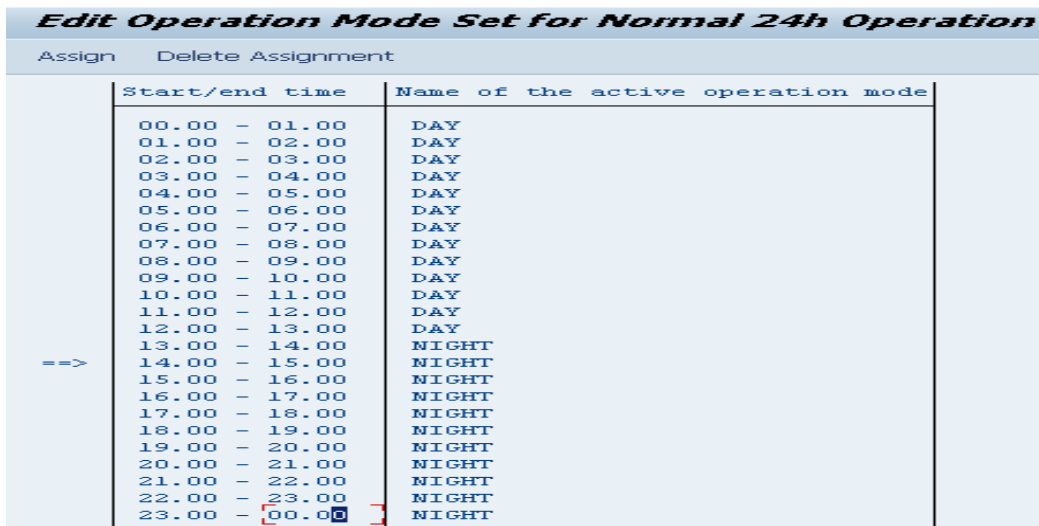 Edit Operation Mode Set for Normal 24h Operation
Assign Delete Assignment
Start/end time Name of the active operation mode
00.00 - 01.00 DAY
01.00 - 02.00 DAY
02.00 - 03.00 DAY
03.00 - 04.00 DAY
04.00 - 05.00 DAY
05.00 - 06.00 DAY
06.00 - 07.00 DAY
07.00 - 08.00 DAY
08.00 - 09.00 DAY
09.00 - 10.00 DAY
10.00 - 11.00 DAY
11.00 - 12.00 DAY
12.00 - 13.00 DAY
13.00 - 14.00 NIGHT
==> 14.00 - 15.00 NIGHT
15.00 - 16.00 NIGHT
16.00 - 17.00 NIGHT
17.00 - 18.00 NIGHT
18.00 - 19.00 NIGHT
19.00 - 20.00 NIGHT
20.00 - 21.00 NIGHT
21.00 - 22.00 NIGHT
22.00 - 23.00 NIGHT
23.00 - 00.00 NIGHT